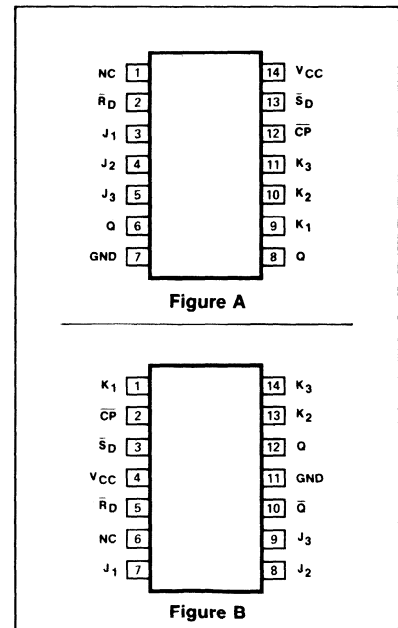 NC 1 14 VCC
R̅D 2 13 S̅D
J1 3 12 C̅P̅
J2 4 11 K3
J3 5 10 K2
Q 6 9 K1
GND 7 8 Q
Figure A
K1 1 14 K3
C̅P̅ 2 13 K2
S̅D 3 12 Q
VCC 4 11 GND
R̅D 5 10 Q̅
NC 6 9 J3
J1 7 8 J2
Figure B